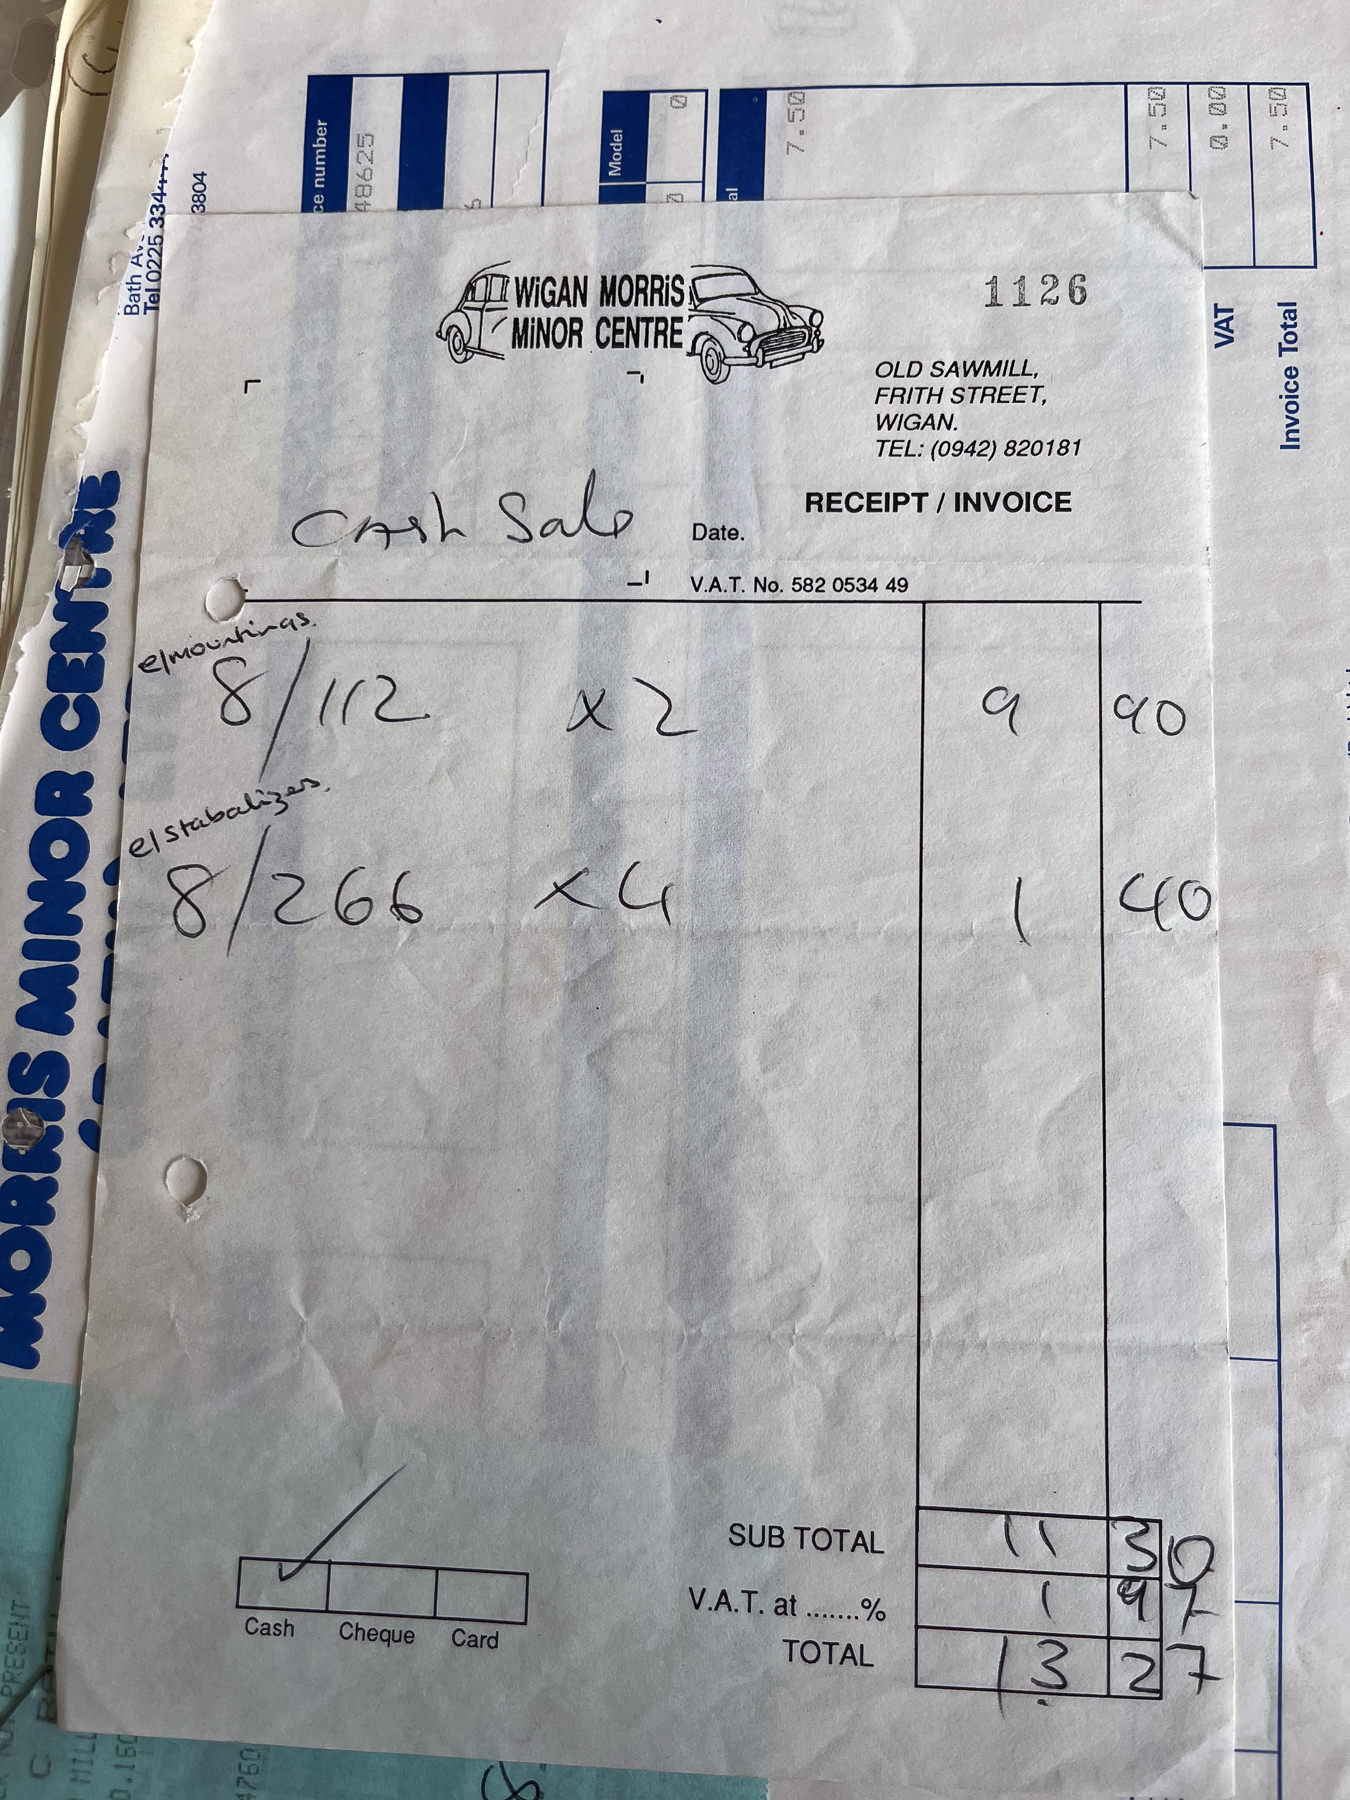 WiGAN MORRiS
MiNOR CENTRE
1126
OLD SAWMILL,
FRITH STREET,
WIGAN.
TEL: (0942) 820181
RECEIPT / INVOICE
Cash Sale
Date.
V.A.T. No. 582 0534 49
e/mountings.
8/112 x2 9 90
e/stabalizers.
8/266 x4 1 40
SUB TOTAL 11 30
V.A.T. at .......% 1 97
TOTAL 13 27
Cash Cheque Card
MORRIS MINOR CENTRE
Bath
Tel 0225
3804
ce number
48625
Model
0
7.50
7.50
0.00
7.50
VAT
Invoice Total
PRESENT